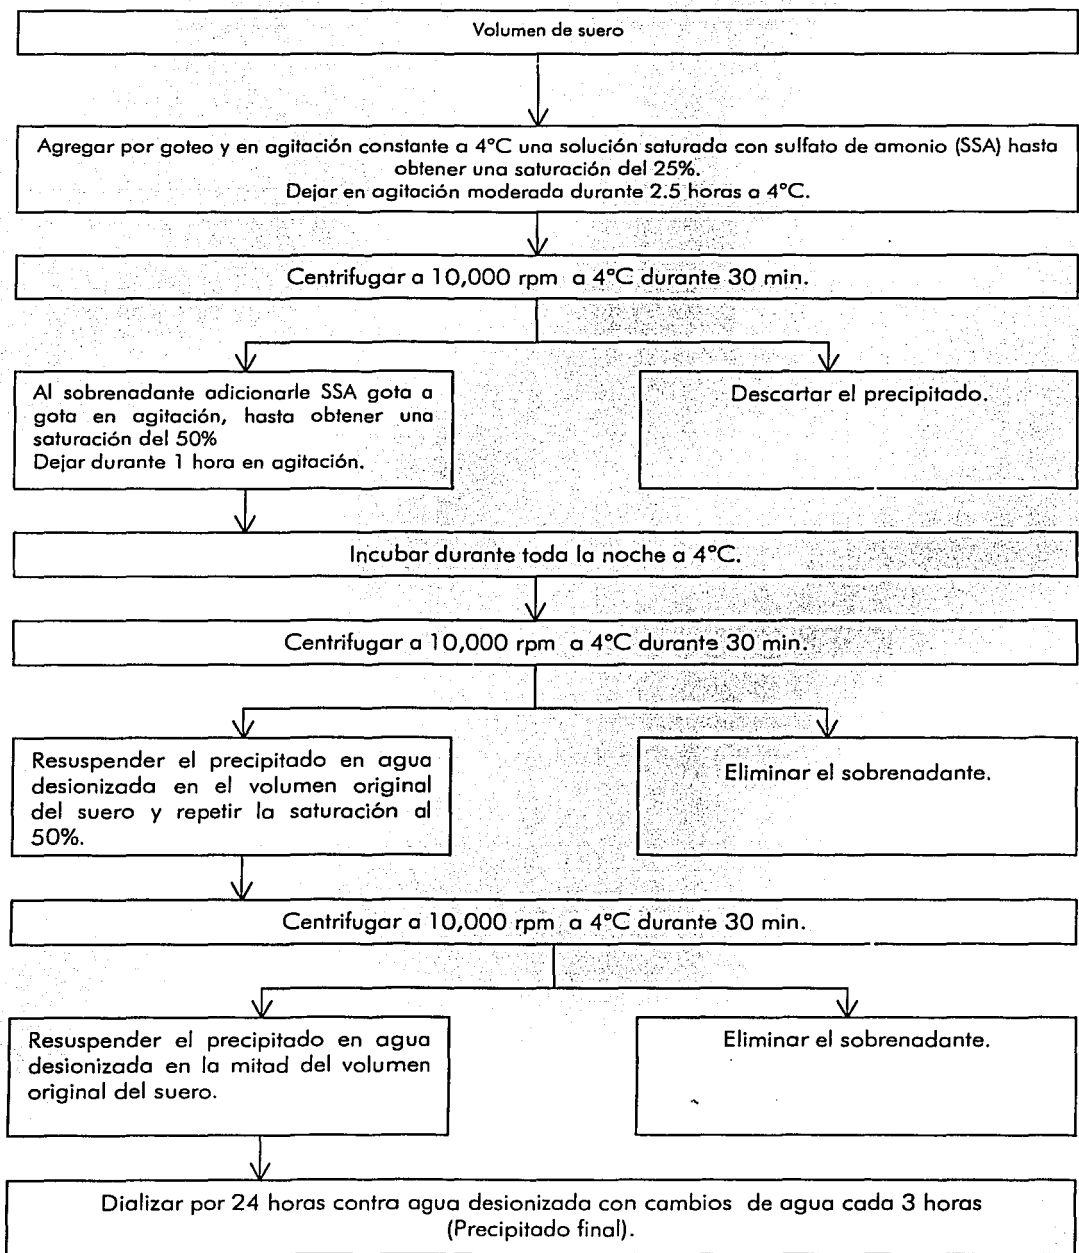 Volumen de suero
Agregar por goteo y en agitación constante a 4ºC una solución saturada con sulfato de amonio (SSA) hasta
obtener una saturación del 25%.
Dejar en agitación moderada durante 2.5 horas a 4ºC.
Centrifugar a 10,000 rpm a 4ºC durante 30 min.
Al sobrenadante adicionarle SSA gota a
gota en agitación, hasta obtener una
saturación del 50%
Dejar durante 1 hora en agitación.
Descartar el precipitado.
Incubar durante toda la noche a 4ºC.
Centrifugar a 10,000 rpm a 4ºC durante 30 min.
Resuspender el precipitado en agua
desionizada en el volumen original
del suero y repetir la saturación al
50%.
Eliminar el sobrenadante.
Centrifugar a 10,000 rpm a 4ºC durante 30 min.
Resuspender el precipitado en agua
desionizada en la mitad del volumen
original del suero.
Eliminar el sobrenadante.
Dializar por 24 horas contra agua desionizada con cambios de agua cada 3 horas
(Precipitado final).